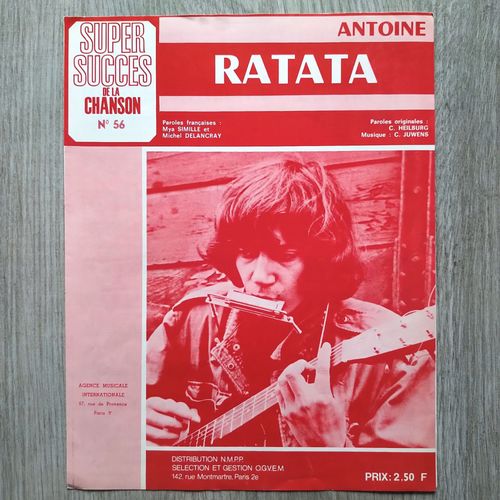 SUPER
SUCCES
DE LA
CHANSON
N° 56
ANTOINE
RATATA
Paroles françaises :
Mya SIMILLE et
Michel DELANCRAY
Paroles originales :
C. HEILBURG
Musique : C. JUWENS
AGENCE MUSICALE
INTERNATIONALE
67, rue de Provence
Paris 9°
DISTRIBUTION N.M.P.P.
SELECTION ET GESTION O.G.V.E.M
142, rue Montmartre, Paris 2e
PRIX: 2,50 F